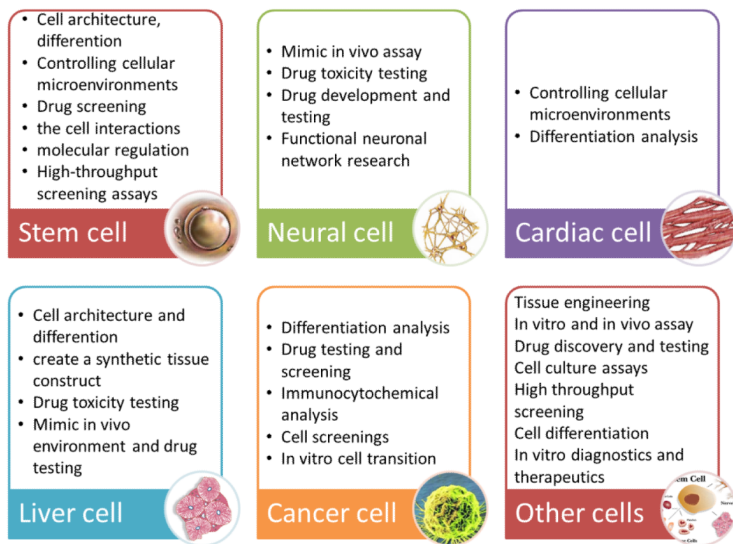 • Cell architecture,
differention
• Controlling cellular
microenvironments
• Drug screening
• the cell interactions
• molecular regulation
• High-throughput
screening assays
Stem cell
• Mimic in vivo assay
• Drug toxicity testing
• Drug development and
testing
• Functional neuronal
network research
Neural cell
• Controlling cellular
microenvironments
• Differentiation analysis
Cardiac cell
• Cell architecture and
differention
• create a synthetic tissue
construct
• Drug toxicity testing
• Mimic in vivo
environment and drug
testing
Liver cell
• Differentiation analysis
• Drug testing and
screening
• Immunocytochemical
analysis
• Cell screenings
• In vitro cell transition
Cancer cell
Tissue engineering
In vitro and in vivo assay
Drug discovery and testing
Cell culture assays
High throughput
screening
Cell differentiation
In vitro diagnostics and
therapeutics
Other cells
Cell
Cells